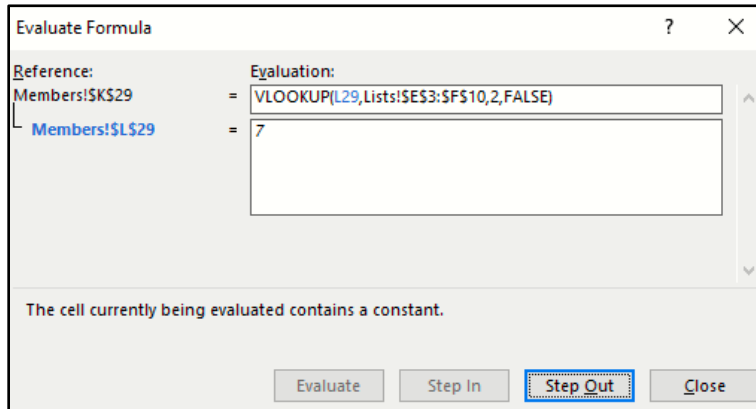 Evaluate Formula ? ×
Reference: Evaluation:
Members!$K$29 = VLOOKUP(L29,Lists!$E$3:$F$10,2,FALSE)
Members!$L$29 = 7
The cell currently being evaluated contains a constant.
Evaluate Step In Step Out Close